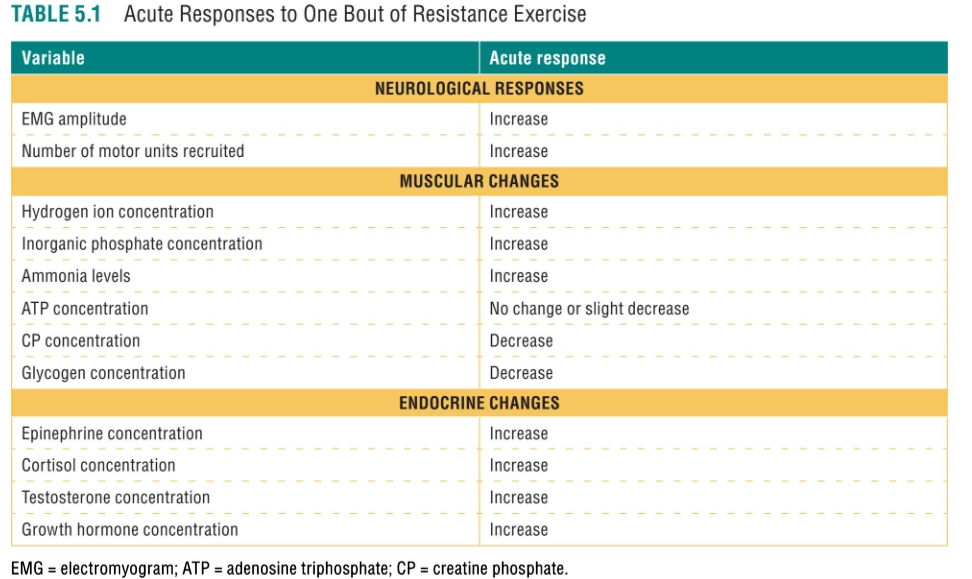 TABLE 5.1 Acute Responses to One Bout of Resistance Exercise
Variable Acute response
NEUROLOGICAL RESPONSES
EMG amplitude Increase
Number of motor units recruited Increase
MUSCULAR CHANGES
Hydrogen ion concentration Increase
Inorganic phosphate concentration Increase
Ammonia levels Increase
ATP concentration No change or slight decrease
CP concentration Decrease
Glycogen concentration Decrease
ENDOCRINE CHANGES
Epinephrine concentration Increase
Cortisol concentration Increase
Testosterone concentration Increase
Growth hormone concentration Increase
EMG = electromyogram; ATP = adenosine triphosphate; CP = creatine phosphate.